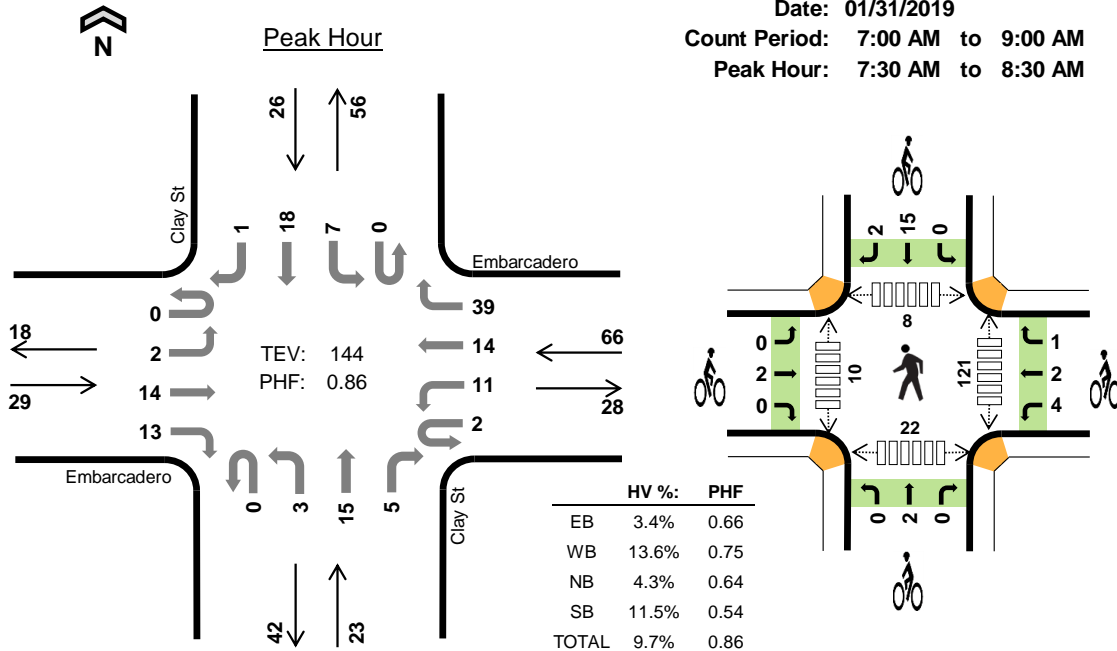 Date: 01/31/2019
Count Period: 7:00 AM to 9:00 AM
Peak Hour: 7:30 AM to 8:30 AM
N
Peak Hour
26
56
Clay St
1
18
7
0
Embarcadero
0
2
14
13
39
14
11
2
18
29
66
28
TEV: 144
PHF: 0.86
Embarcadero
0
3
15
5
Clay St
42
23
HV %: PHF
EB 3.4% 0.66
WB 13.6% 0.75
NB 4.3% 0.64
SB 11.5% 0.54
TOTAL 9.7% 0.86
2
15
0
8
0
2
0
10
121
1
2
4
22
0
2
0